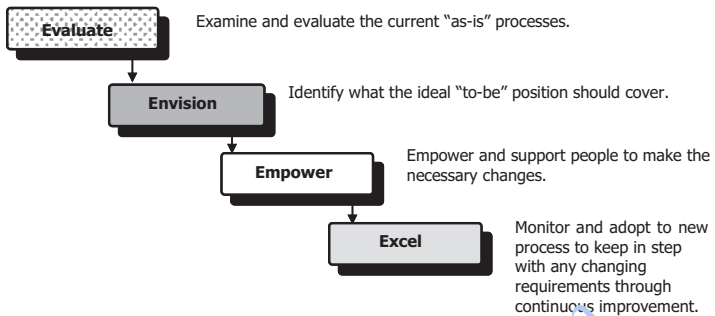 Evaluate
Examine and evaluate the current “as-is” processes.
Envision
Identify what the ideal “to-be” position should cover.
Empower
Empower and support people to make the
necessary changes.
Excel
Monitor and adopt to new
process to keep in step
with any changing
requirements through
continuous improvement.